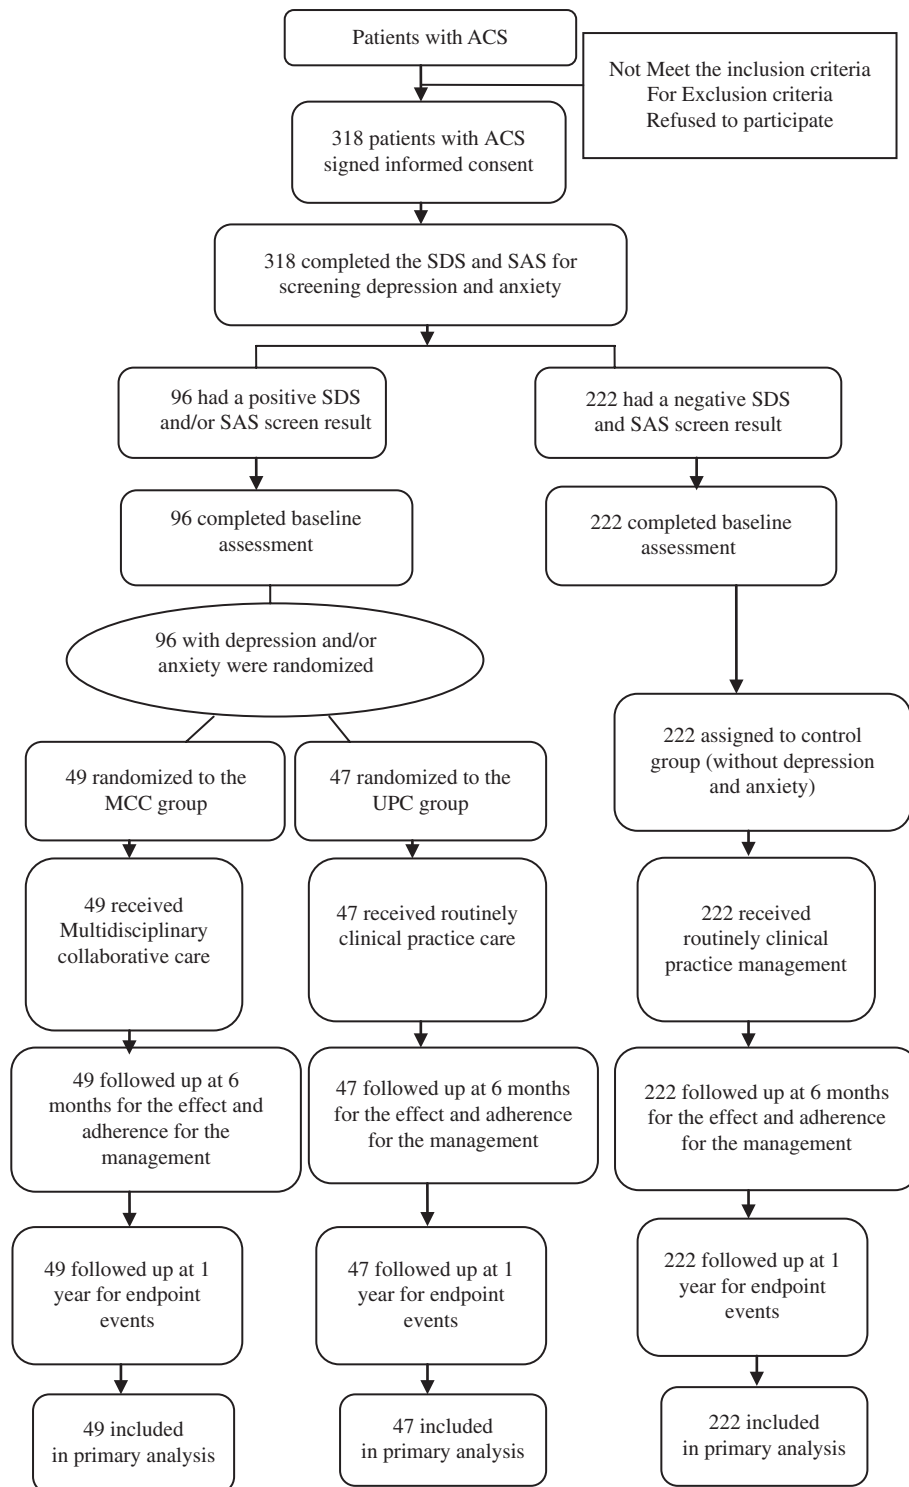 Patients with ACS
Not Meet the inclusion criteria
For Exclusion criteria
Refused to participate
318 patients with ACS
signed informed consent
318 completed the SDS and SAS for
screening depression and anxiety
96 had a positive SDS
and/or SAS screen result
222 had a negative SDS
and SAS screen result
96 completed baseline
assessment
222 completed baseline
assessment
96 with depression and/or
anxiety were randomized
49 randomized to the
MCC group
47 randomized to the
UPC group
222 assigned to control
group (without depression
and anxiety)
49 received
Multidisciplinary
collaborative care
47 received routinely
clinical practice care
222 received
routinely clinical
practice management
49 followed up at 6
months for the effect and
adherence for the
management
47 followed up at 6 months
for the effect and adherence
for the management
222 followed up at 6 months
for the effect and adherence
for the management
49 followed up at 1
year for endpoint
events
47 followed up at 1
year for endpoint
events
222 followed up at 1
year for endpoint
events
49 included
in primary analysis
47 included
in primary analysis
222 included
in primary analysis